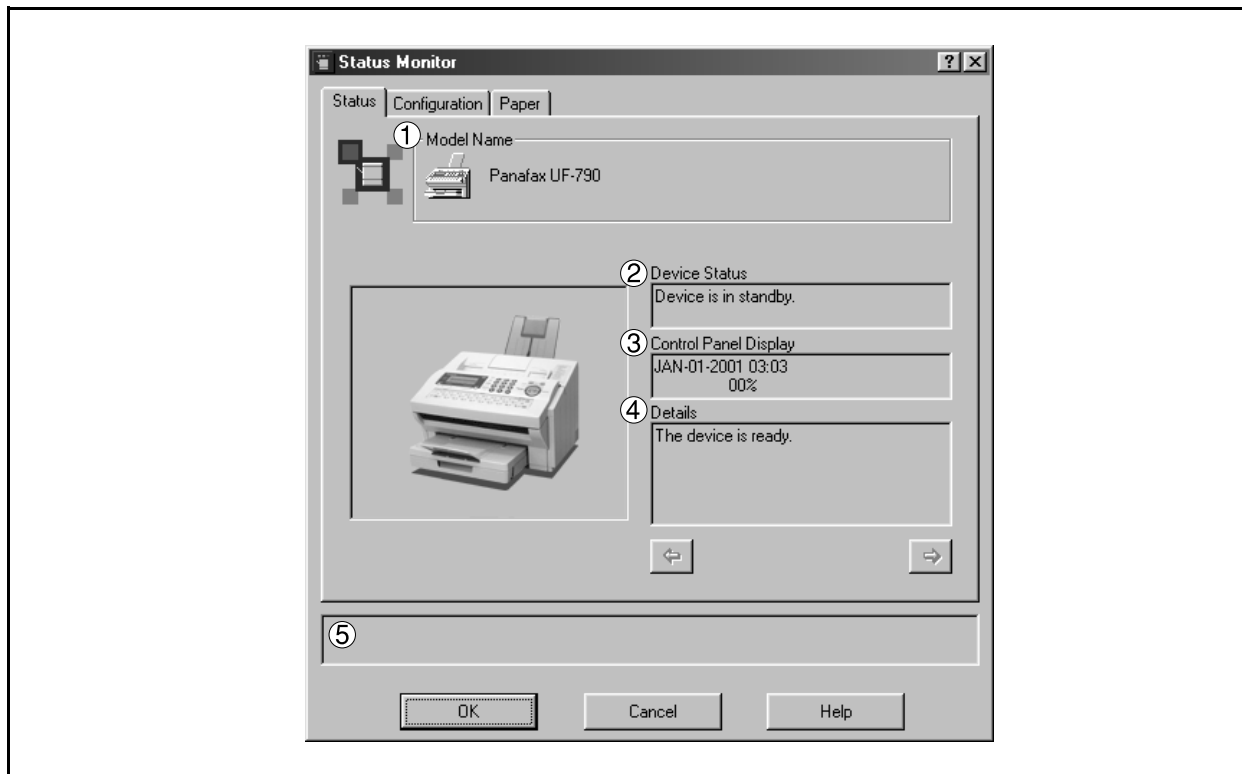 Status Monitor
Status Configuration Paper
① Model Name
Panafax UF-790
② Device Status
Device is in standby.
③ Control Panel Display
JAN-01-2001 03:03
00%
④ Details
The device is ready.
⑤
OK Cancel Help